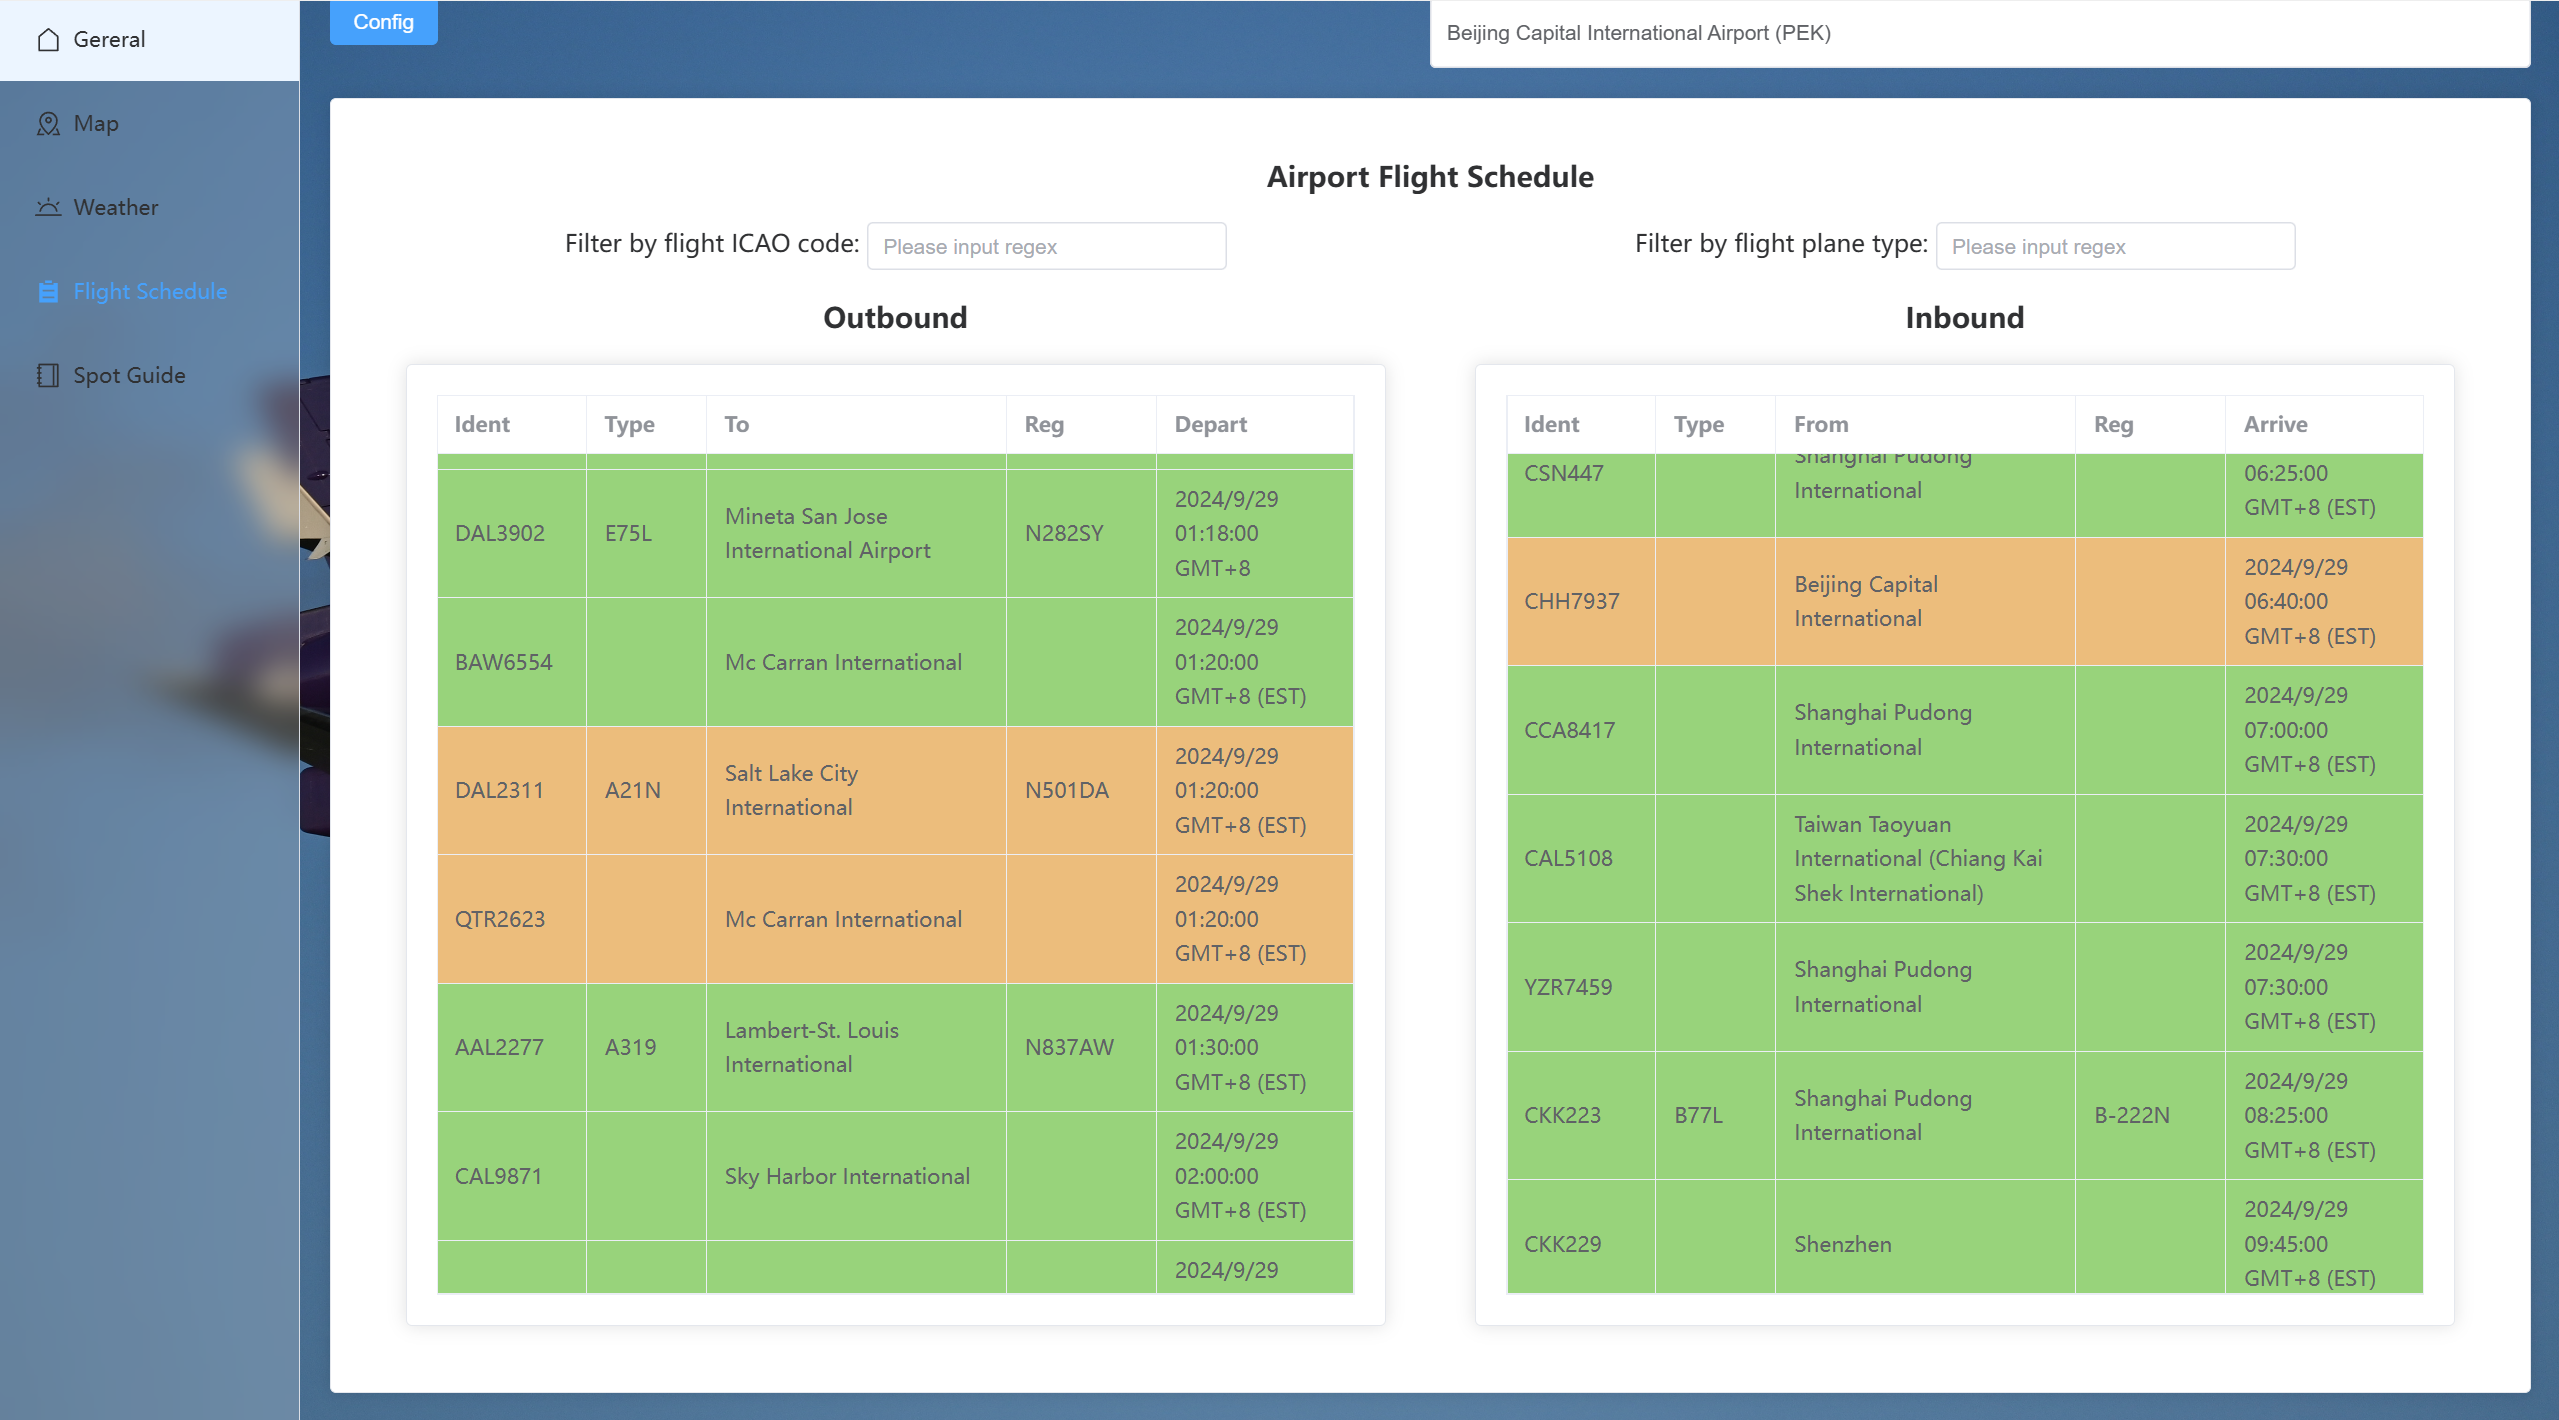 Gereral
Map
Weather
Flight Schedule
Spot Guide
Config
Beijing Capital International Airport (PEK)
Airport Flight Schedule
Filter by flight ICAO code: Please input regex
Filter by flight plane type: Please input regex
Outbound
Ident Type To Reg Depart
DAL3902 E75L Mineta San Jose
International Airport N282SY 2024/9/29
01:18:00
GMT+8
BAW6554 Mc Carran International 2024/9/29
01:20:00
GMT+8 (EST)
DAL2311 A21N Salt Lake City
International N501DA 2024/9/29
01:20:00
GMT+8 (EST)
QTR2623 Mc Carran International 2024/9/29
01:20:00
GMT+8 (EST)
AAL2277 A319 Lambert-St. Louis
International N837AW 2024/9/29
01:30:00
GMT+8 (EST)
CAL9871 Sky Harbor International 2024/9/29
02:00:00
GMT+8 (EST)
2024/9/29
Inbound
Ident Type From Reg Arrive
CSN447 Shanghai Pudong
International 06:25:00
GMT+8 (EST)
CHH7937 Beijing Capital
International 2024/9/29
06:40:00
GMT+8 (EST)
CCA8417 Shanghai Pudong
International 2024/9/29
07:00:00
GMT+8 (EST)
CAL5108 Taiwan Taoyuan
International (Chiang Kai
Shek International) 2024/9/29
07:30:00
GMT+8 (EST)
YZR7459 Shanghai Pudong
International 2024/9/29
07:30:00
GMT+8 (EST)
CKK223 B77L Shanghai Pudong
International B-222N 2024/9/29
08:25:00
GMT+8 (EST)
CKK229 Shenzhen 2024/9/29
09:45:00
GMT+8 (EST)